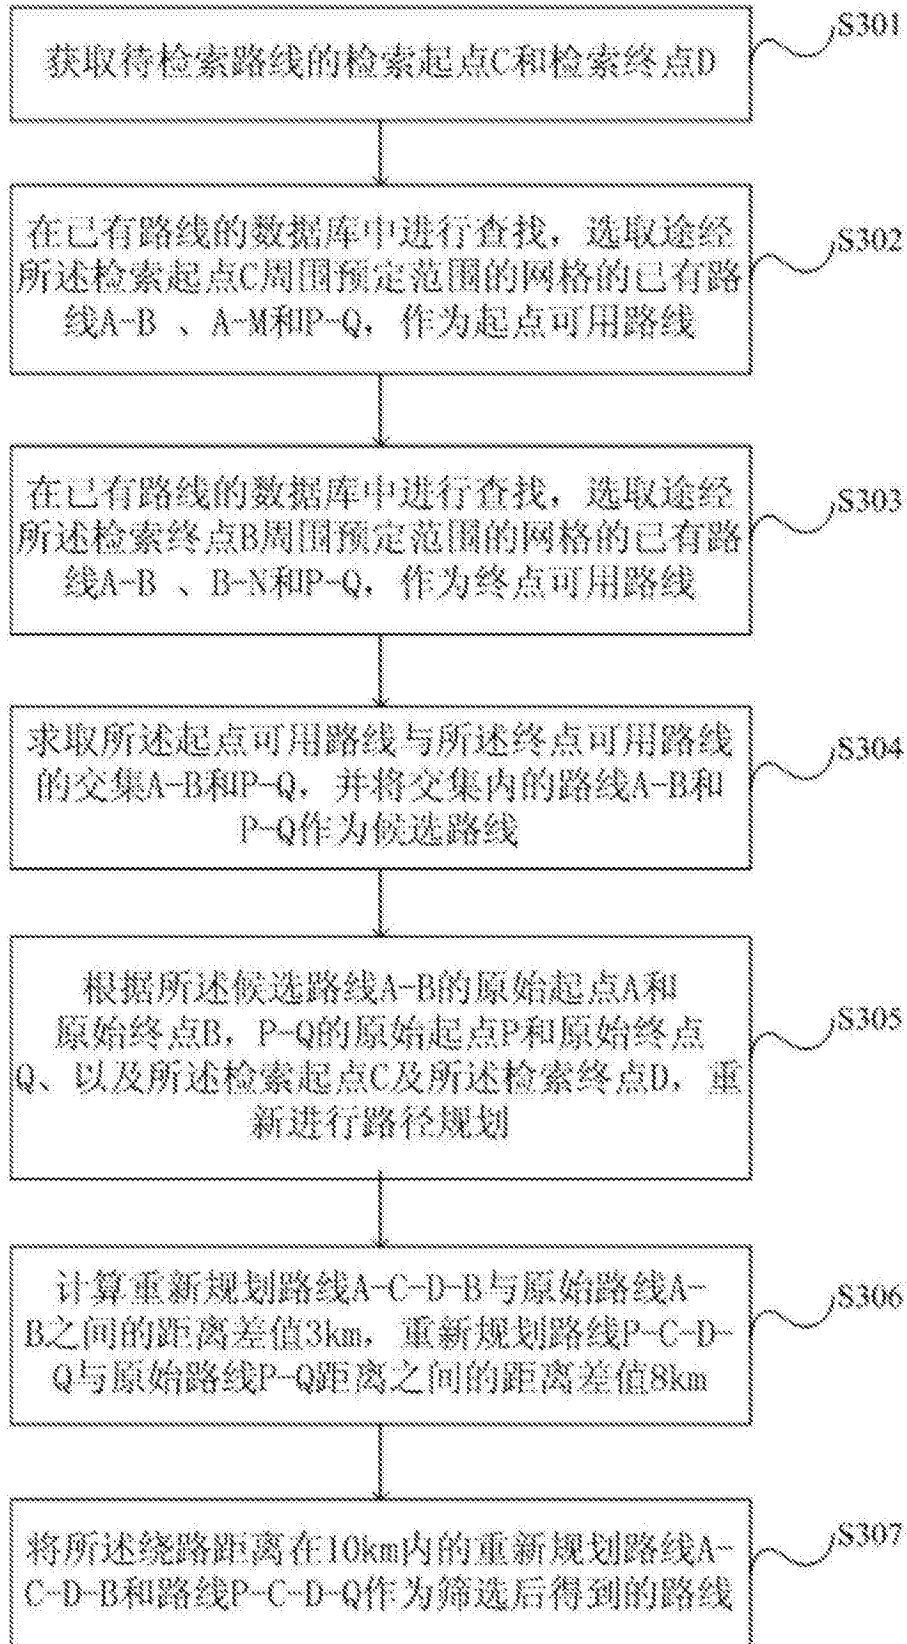 获取待检索路线的检索起点C和检索终点D
S301
在已有路线的数据库中进行查找，选取途经
所述检索起点C周围预定范围的网格的已有路
线A-B 、A-M和P-Q，作为起点可用路线
S302
在已有路线的数据库中进行查找，选取途经
所述检索终点B周围预定范围的网格的已有路
线A-B 、B-N和P-Q，作为终点可用路线
S303
求取所述起点可用路线与所述终点可用路线
的交集A-B和P-Q，并将交集内的路线A-B和
P-Q作为候选路线
S304
根据所述候选路线A-B的原始起点A和
原始终点B，P-Q的原始起点P和原始终点
Q、以及所述检索起点C及所述检索终点D，重
新进行路径规划
S305
计算重新规划路线A-C-D-B与原始路线A-
B之间的距离差值3km，重新规划路线P-C-D-
Q与原始路线P-Q距离之间的距离差值8km
S306
将所述绕路距离在10km内的重新规划路线A-
C-D-B和路线P-C-D-Q作为筛选后得到的路线
S307